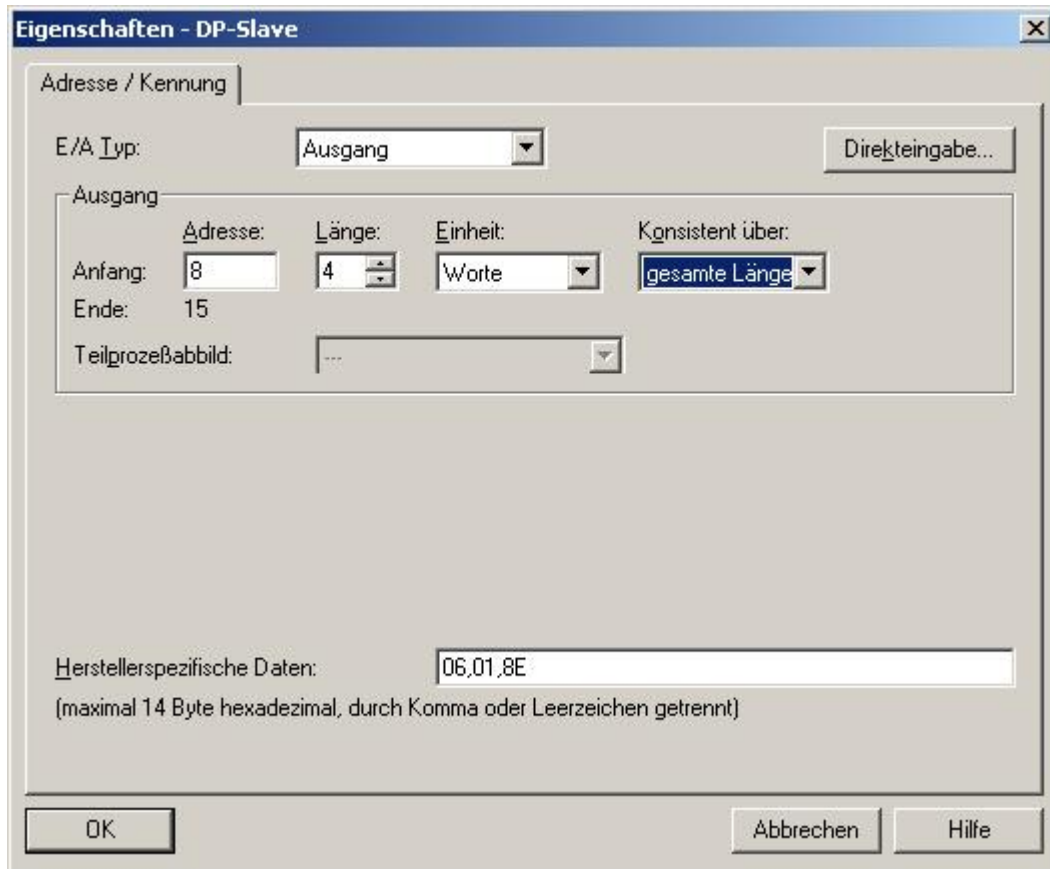 Eigenschaften - DP-Slave
Adresse / Kennung
E/A Typ: Ausgang Direkteingabe...
Ausgang
Adresse: Länge: Einheit: Konsistent über:
Anfang: 8 4 Worte gesamte Länge
Ende: 15
Teilprozeßabbild: ---
Herstellerspezifische Daten: 06,01,8E
(maximal 14 Byte hexadezimal, durch Komma oder Leerzeichen getrennt)
OK Abbrechen Hilfe